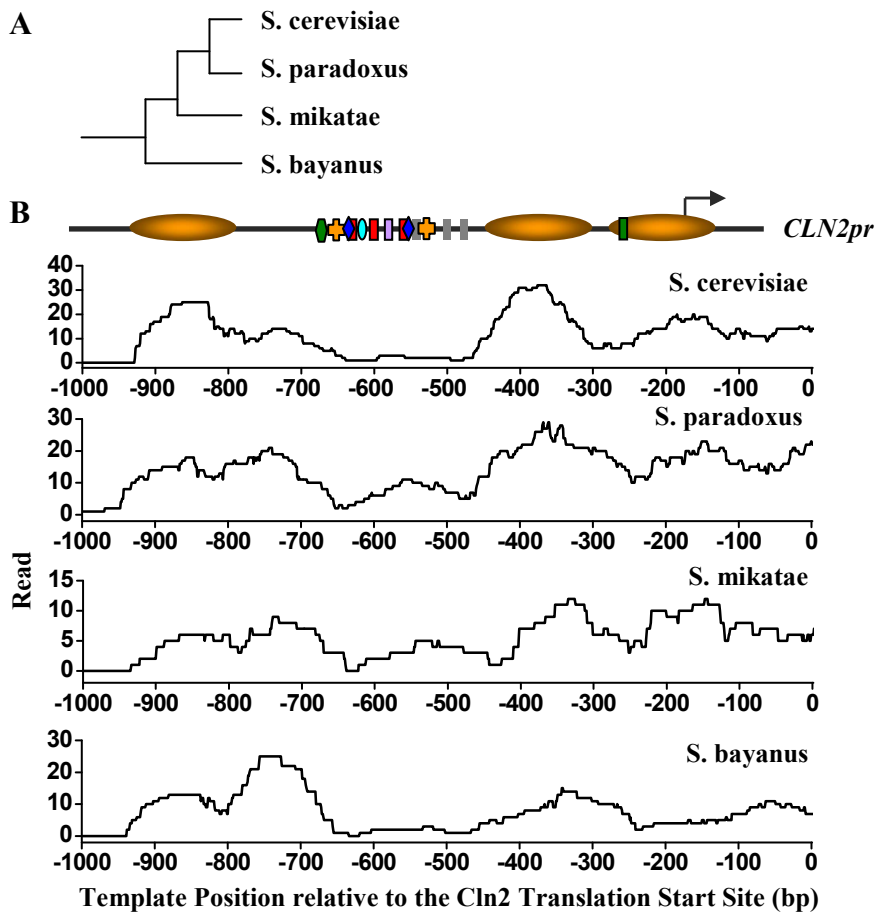 A
S. cerevisiae
S. paradoxus
S. mikatae
S. bayanus
B
CLN2pr
S. cerevisiae
40
30
20
10
0
-1000 -900 -800 -700 -600 -500 -400 -300 -200 -100 0
S. paradoxus
30
20
10
0
-1000 -900 -800 -700 -600 -500 -400 -300 -200 -100 0
Read
S. mikatae
15
10
5
0
-1000 -900 -800 -700 -600 -500 -400 -300 -200 -100 0
S. bayanus
30
20
10
0
-1000 -900 -800 -700 -600 -500 -400 -300 -200 -100 0
Template Position relative to the Cln2 Translation Start Site (bp)